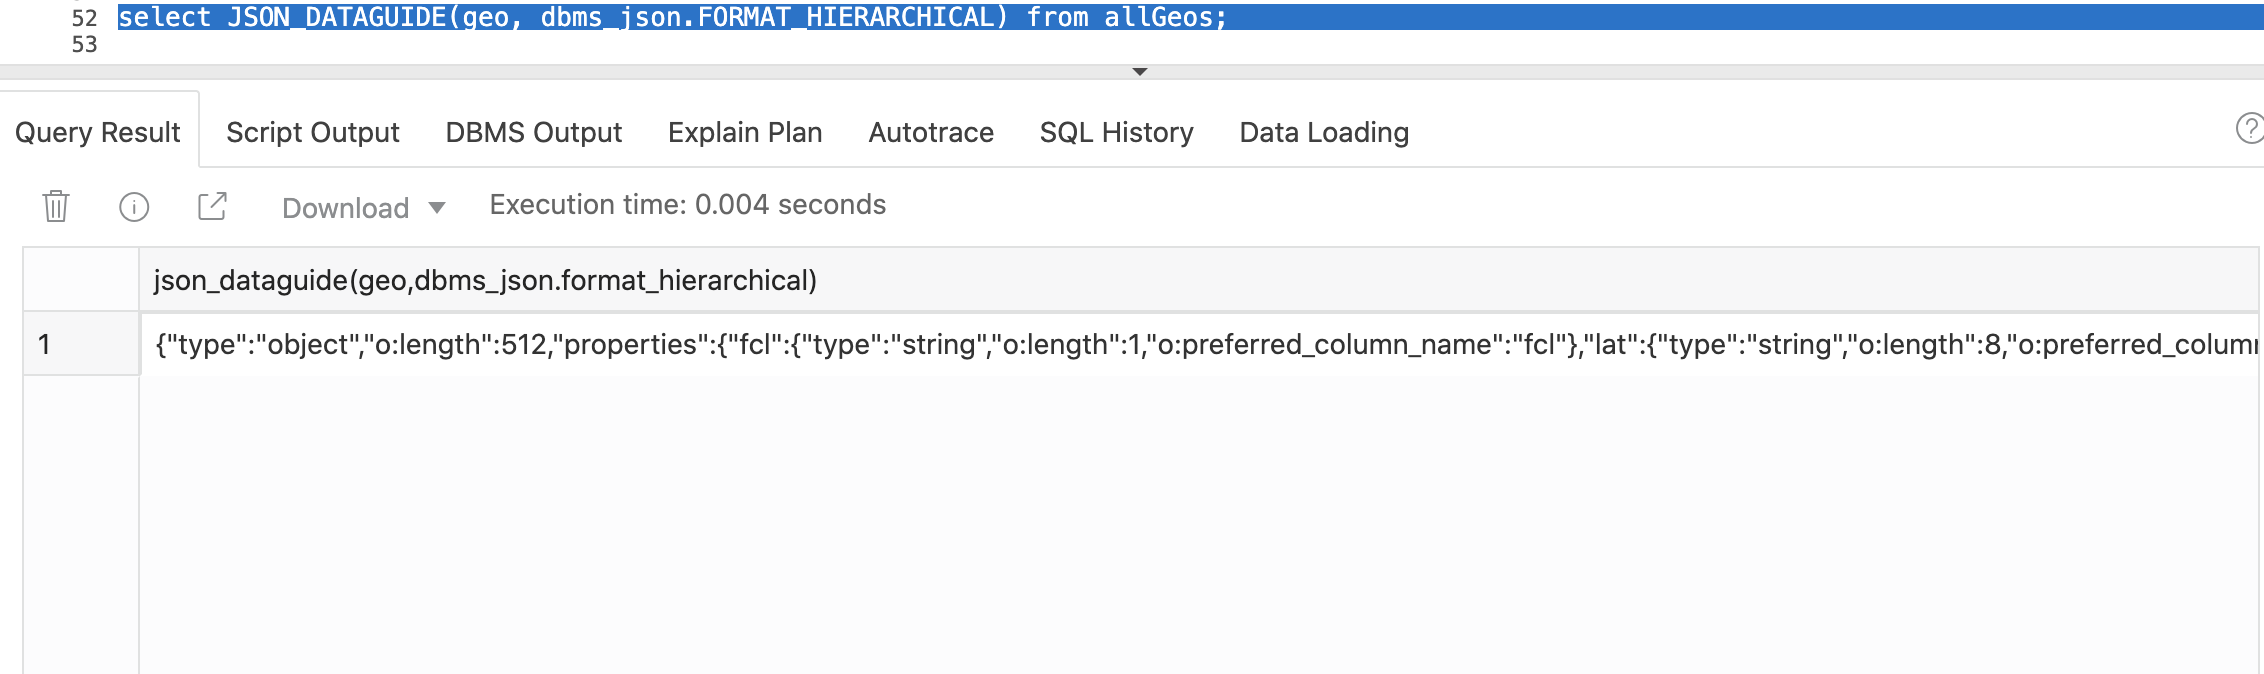 52 select JSON_DATAGUIDE(geo, dbms_json.FORMAT_HIERARCHICAL) from allGeos;
53
Query Result Script Output DBMS Output Explain Plan Autotrace SQL History Data Loading
Download Execution time: 0.004 seconds
json_dataguide(geo,dbms_json.format_hierarchical)
1 {"type":"object","o:length":512,"properties":{"fcl":{"type":"string","o:length":1,"o:preferred_column_name":"fcl"},"lat":{"type":"string","o:length":8,"o:preferred_colum